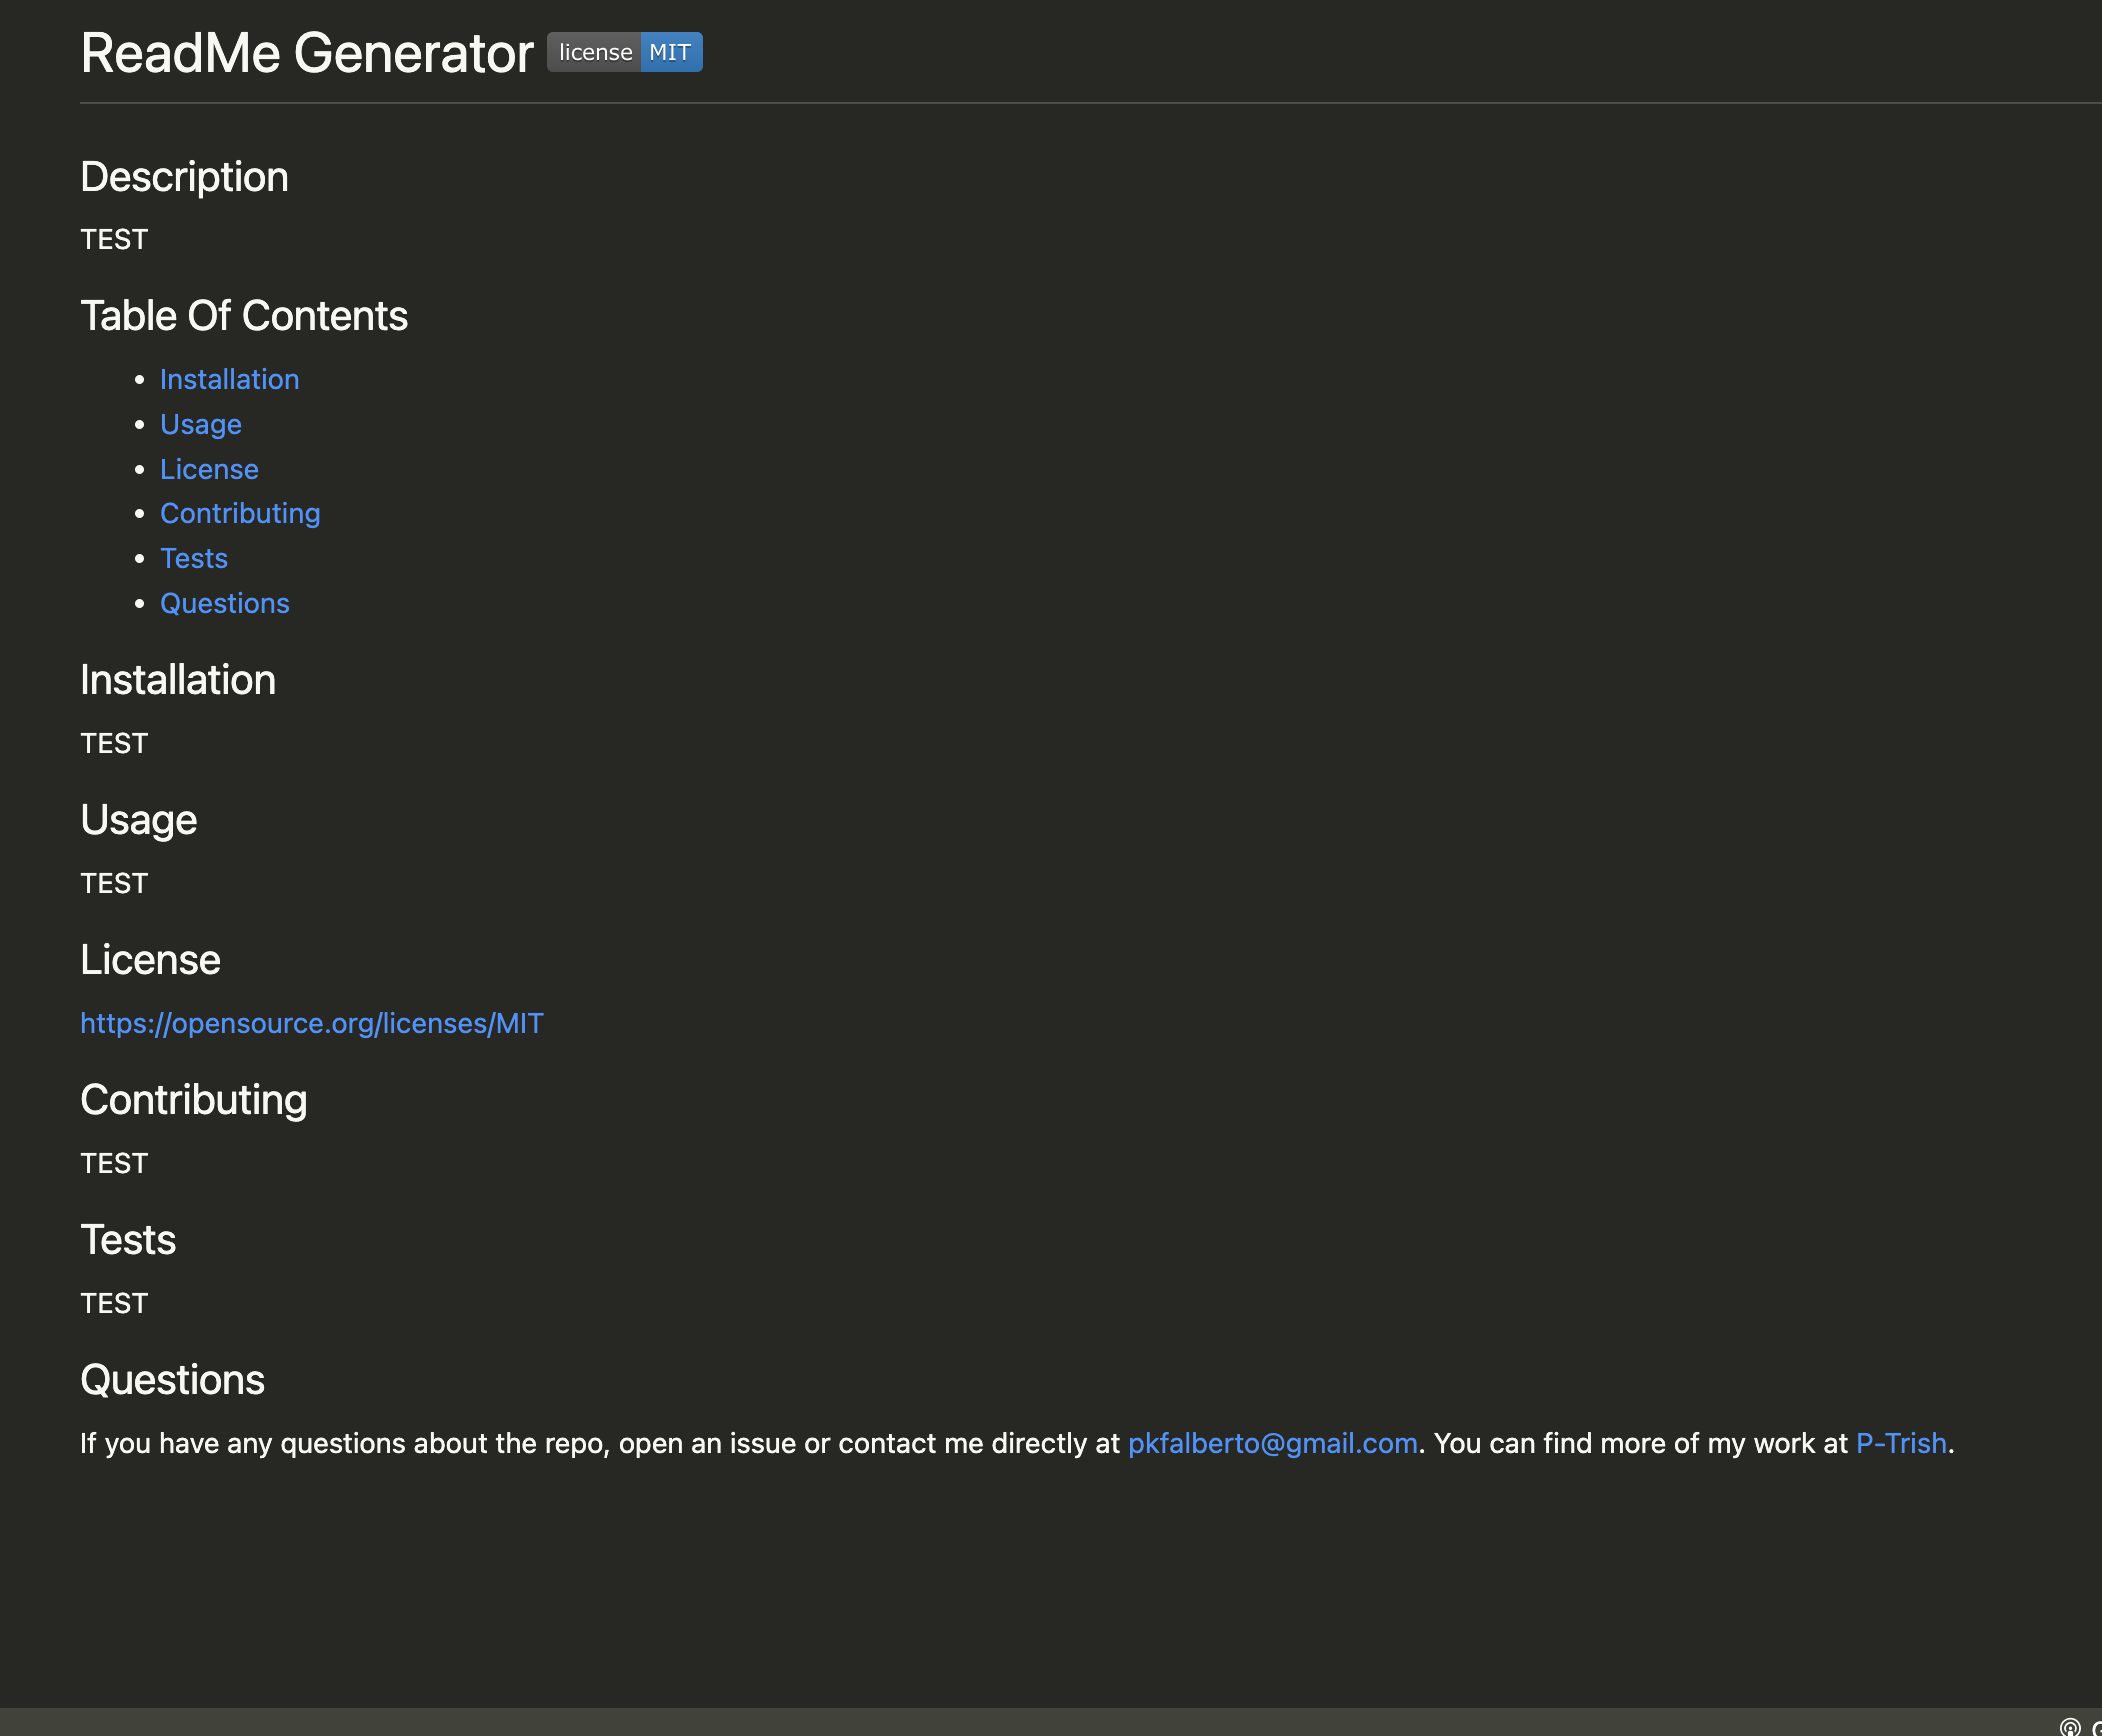 ReadMe Generator license MIT
Description
TEST
Table Of Contents
Installation
Usage
License
Contributing
Tests
Questions
Installation
TEST
Usage
TEST
License
https://opensource.org/licenses/MIT
Contributing
TEST
Tests
TEST
Questions
If you have any questions about the repo, open an issue or contact me directly at pkfalberto@gmail.com. You can find more of my work at P-Trish.